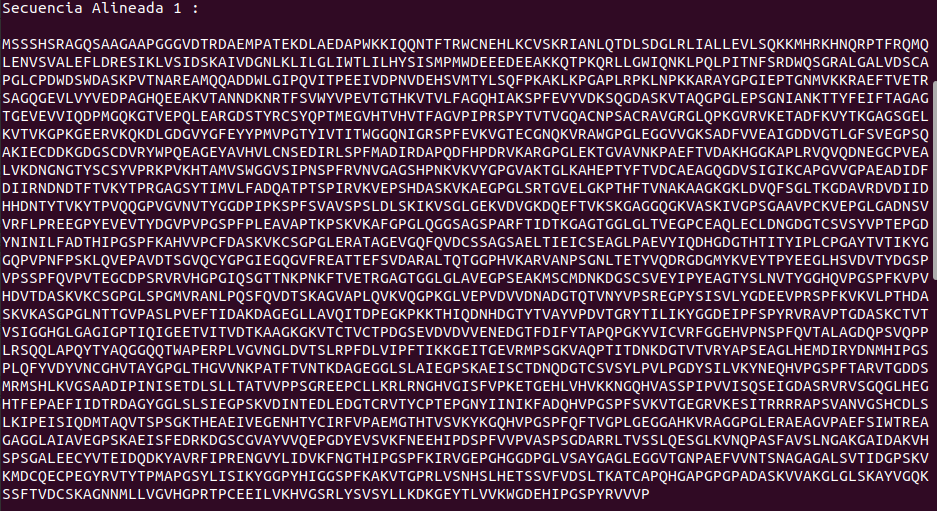 Secuencia Alineada 1 :
MSSSHSRAGQSAAGAAPGGGVDTRDAEMPATEKDLAEDAPWKKIQQNTFTRWCNEHLKCVSKRIANLQTDLSDGLRLIALLEVLSQKKMHRKHNQRPTFRQMQ
LENVSVALEFLDRESIKLVSIDSKAIVDGNLKLILGLIWTLILHYSISMPMWDEEEDEEAKKQTPKQRLLGWIQNKLPQLPITNFSRDWQSGRALGALVDSCA
PGLCPDWDSWDASKPVTNAREAMQQADDWLGIPQVITPEEIVDPNVDEHSVMTYLSQFPKAKLKPGAPLRPKLNPKKARAYGPGIEPTGNMVKKRAEFTVETR
SAGQGEVLVYVEDPAGHQEEAKVTANNDKNRTFSVWYVPEVTGTHKVTVLFAGQHIAKSPFEVYVDKSQGDASKVTAQGPGLEPSGNIANKTTYFEIFTAGAG
TGEVEVVIQDPMGQKGTVEPQLEARGDSTYRCSYQPTMEGVHTVHVTFAGVPIPRSPYTVTVGQACNPSACRAVGRGLQPKGVRVKETADFKVYTKGAGSGEL
KVTVKGPKGEERVKQKDLGDGVYGFEYYPMVPGTYIVTITWGGQNIGRSPFEVKVGTECGNQKVRAWGPGLEGGVVGKSADFVVEAIGDDVGTLGFSVEGPSQ
AKIECDDKGDGSCDVRYWPQEAGEYAVHVLCNSEDIRLSPFMADIRDAPQDFHPDRVKARGPGLEKTGVAVNKPAEFTVDAKHGGKAPLRVQVQDNEGCPVEA
LVKDNGNGTYSCSYVPRKPVKHTAMVSWGGVSIPNSPFRVNVGAGSHPNKVKVYGPGVAKTGLKAHEPTYFTVDCAEAGQGDVSIGIKCAPGVVGPAEADIDF
DIIRNDNDTFTVKYTPRGAGSYTIMVLFADQATPTSPIRVKVEPSHDASKVKAEGPGLSRTGVELGKPTHFTVNAKAAGKGKLDVQFSGLTKGDAVRDVDIID
HHDNTYTVKYTPVQQGPVGVNVTYGGDPIPKSPFSVAVSPSLDLSKIKVSGLGEKVDVGKDQEFTVKSKGAGGQGKVASKIVGPSGAAVPCKVEPGLGADNSV
VRFLPREEGPYEVEVTYDGVPVPGSPFPLEAVAPTKPSKVKAFGPGLQGGSAGSPARFTIDTKGAGTGGLGLTVEGPCEAQLECLDNGDGTCSVSYVPTEPGD
YNINILFADTHIPGSPFKAHVVPCFDASKVKCSGPGLERATAGEVGQFQVDCSSAGSAELTIEICSEAGLPAEVYIQDHGDGTHTITYIPLCPGAYTVTIKYG
GQPVPNFPSKLQVEPAVDTSGVQCYGPGIEGQGVFREATTEFSVDARALTQTGGPHVKARVANPSGNLTETYVQDRGDGMYKVEYTPYEEGLHSVDVTYDGSP
VPSSPFQVPVTEGCDPSRVRVHGPGIQSGTTNKPNKFTVETRGAGTGGLGLAVEGPSEAKMSCMDNKDGSCSVEYIPYEAGTYSLNVTYGGHQVPGSPFKVPV
HDVTDASKVKCSGPGLSPGMVRANLPQSFQVDTSKAGVAPLQVKVQGPKGLVEPVDVVDNADGTQTVNYVPSREGPYSISVLYGDEEVPRSPFKVKVLPTHDA
SKVKASGPGLNTTGVPASLPVEFTIDAKDAGEGLLAVQITDPEGKPKKTHIQDNHDGTYTVAYVPDVTGRYTILIKYGGDEIPFSPYRVRAVPTGDASKCTVT
VSIGGHGLGAGIGPTIQIGEETVITVDTKAAGKGKVTCTVCTPDGSEVDVDVVENEDGTFDIFYTAPQPGKYVICVRFGGEHVPNSPFQVTALAGDQPSVQPP
LRSQQLAPQYTYAQGGQQTWAPERPLVGVNGLDVTSLRPFDLVIPFTIKKGEITGEVRMPSGKVAQPTITDNKDGTVTVRYAPSEAGLHEMDIRYDNMHIPGS
PLQFYVDYVNCGHVTAYGPGLTHGVVNKPATFTVNTKDAGEGGLSLAIEGPSKAEISCTDNQDGTCSVSYLPVLPGDYSILVKYNEQHVPGSPFTARVTGDDS
MRMSHLKVGSAADIPINISETDLSLLTATVVPPSGREEPCLLKRLRNGHVGISFVPKETGEHLVHVKKNGQHVASSPIPVVISQSEIGDASRVRVSGQGLHEG
HTFEPAEFIIDTRDAGYGGLSLSIEGPSKVDINTEDLEDGTCRVTYCPTEPGNYIINIKFADQHVPGSPFSVKVTGEGRVKESITRRRRAPSVANVGSHCDLS
LKIPEISIQDMTAQVTSPSGKTHEAEIVEGENHTYCIRFVPAEMGTHTVSVKYKGQHVPGSPFQFTVGPLGEGGAHKVRAGGPGLERAEAGVPAEFSIWTREA
GAGGLAIAVEGPSKAEISFEDRKDGSCGVAYVVQEPGDYEVSVKFNEEHIPDSPFVVPVASPSGDARRLTVSSLQESGLKVNQPASFAVSLNGAKGAIDAKVH
SPSGALEECYVTEIDQDKYAVRFIPRENGVYLIDVKFNGTHIPGSPFKIRVGEPGHGGDPGLVSAYGAGLEGGVTGNPAEFVVNTSNAGAGALSVTIDGPSKV
KMDCQECPEGYRVTYTPMAPGSYLISIKYGGPYHIGGSPFKAKVTGPRLVSNHSLHETSSVFVDSLTKATCAPQHGAPGPGPADASKVVAKGLGLSKAYVGQK
SSFTVDCSKAGNNMLLVGVHGPRTPCEEILVKHVGSRLYSVSYLLKDKGEYTLVVKWGDEHIPGSPYRVVVP